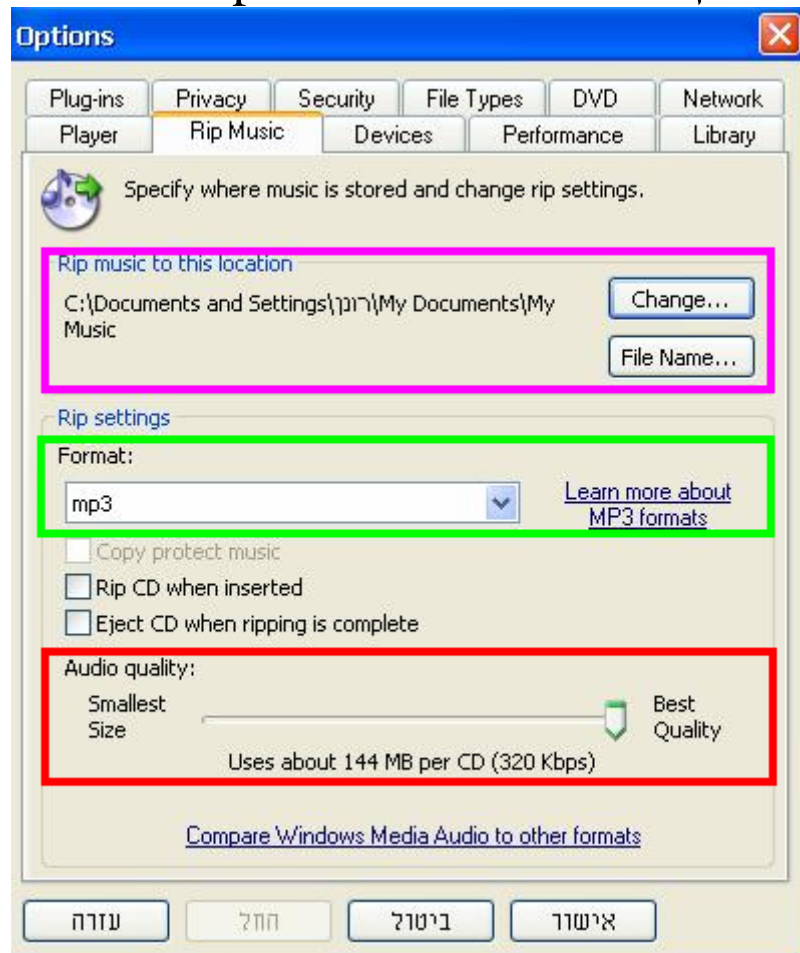 Options
Plug-ins Privacy Security File Types DVD Network
Player Rip Music Devices Performance Library
Specify where music is stored and change rip settings.
Rip music to this location
C:\Documents and Settings\רונן\My Documents\My
Music
Change...
File Name...
Rip settings
Format:
mp3
Learn more about
MP3 formats
Copy protect music
Rip CD when inserted
Eject CD when ripping is complete
Audio quality:
Smallest
Size
Best
Quality
Uses about 144 MB per CD (320 Kbps)
Compare Windows Media Audio to other formats
עזרה החל ביטול אישור